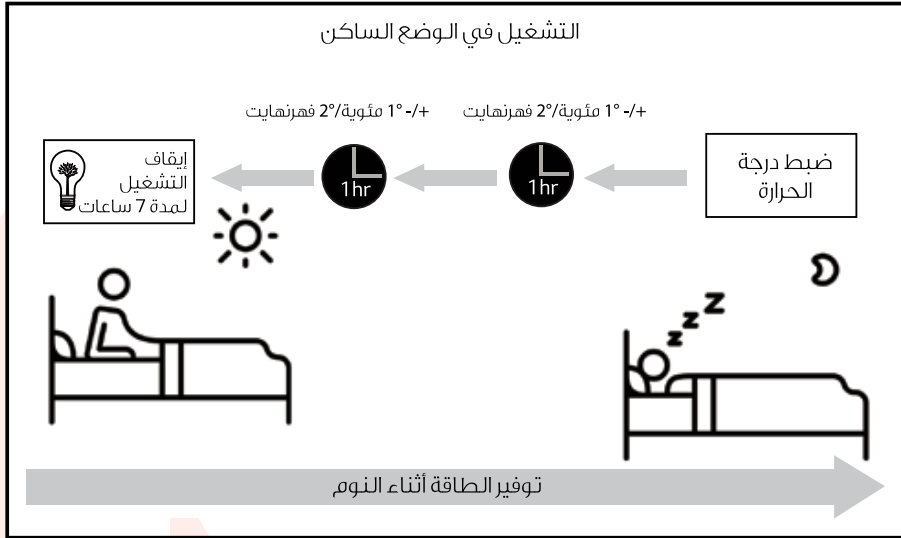 التشغيل في الوضع الساكن
+/- 1° مئوية/2° فهرنهايت
+/- 1° مئوية/2° فهرنهايت
ضبط درجة
الحرارة
1hr
1hr
إيقاف
التشغيل
لمدة 7 ساعات
z z Z
توفير الطاقة أثناء النوم